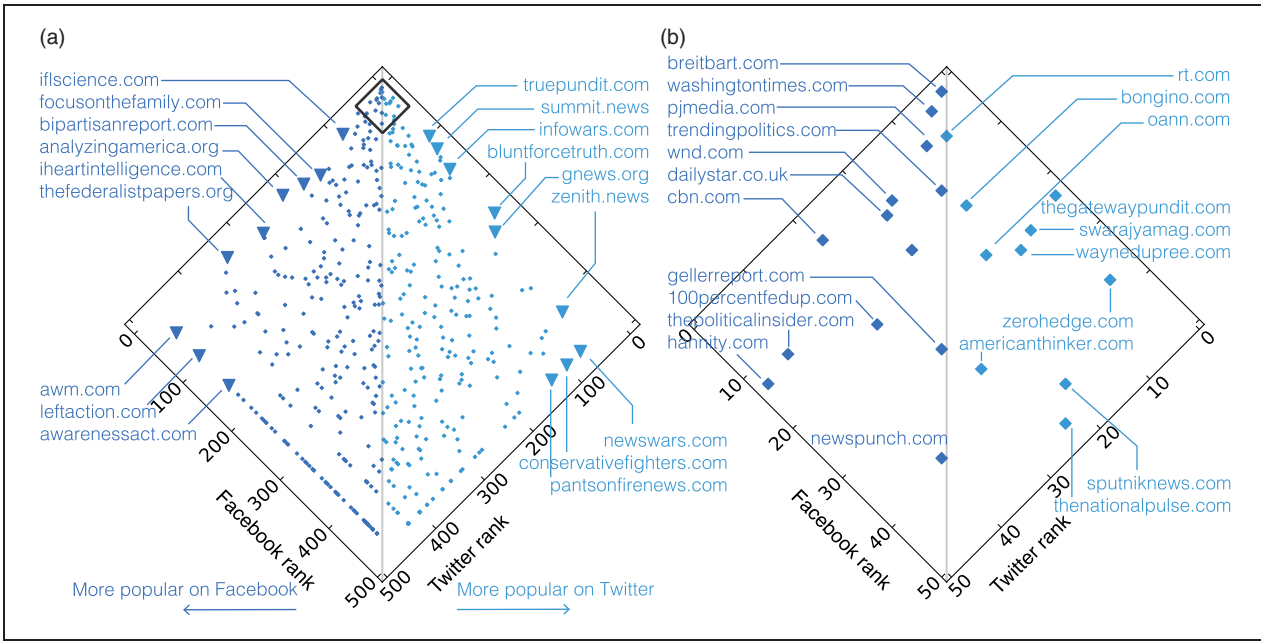 (a)
iflscience.com
focusonthefamily.com
bipartisanreport.com
analyzingamerica.org
iheartintelligence.com
thefederalistpapers.org
truepundit.com
summit.news
infowars.com
bluntforcetruth.com
gnews.org
zenith.news
awm.com
leftaction.com
awarenessact.com
newswars.com
conservativefighters.com
pantsonfirenews.com
0
100
200
300
400
500
Facebook rank
0
100
200
300
400
500
Twitter rank
More popular on Facebook
More popular on Twitter
(b)
breitbart.com
washingtontimes.com
pjmedia.com
trendingpolitics.com
wnd.com
dailystar.co.uk
cbn.com
gellerreport.com
100percentfedup.com
thepoliticalinsider.com
hannity.com
newspunch.com
rt.com
bongino.com
oann.com
thegatewaypundit.com
swarajyamag.com
waynedupree.com
zerohedge.com
americanthinker.com
sputniknews.com
thenationalpulse.com
0
10
20
30
40
50
Facebook rank
0
10
20
30
40
50
Twitter rank